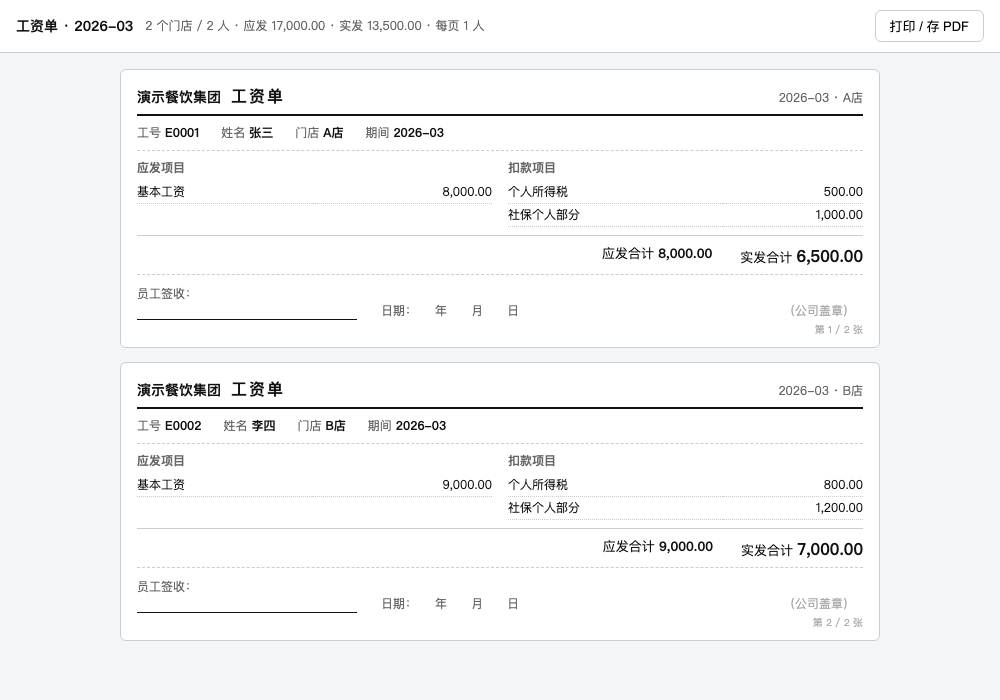 工资单 · 2026-03 2 个门店 / 2 人 · 应发 17,000.00 · 实发 13,500.00 · 每页 1 人 打印 / 存 PDF
演示餐饮集团 工资单 2026-03 · A店
工号 E0001 姓名 张三 门店 A店 期间 2026-03
应发项目 扣款项目
基本工资 8,000.00 个人所得税 500.00
社保个人部分 1,000.00
应发合计 8,000.00 实发合计 6,500.00
员工签收:
日期: 年 月 日 (公司盖章)
第 1 / 2 张
演示餐饮集团 工资单 2026-03 · B店
工号 E0002 姓名 李四 门店 B店 期间 2026-03
应发项目 扣款项目
基本工资 9,000.00 个人所得税 800.00
社保个人部分 1,200.00
应发合计 9,000.00 实发合计 7,000.00
员工签收:
日期: 年 月 日 (公司盖章)
第 2 / 2 张